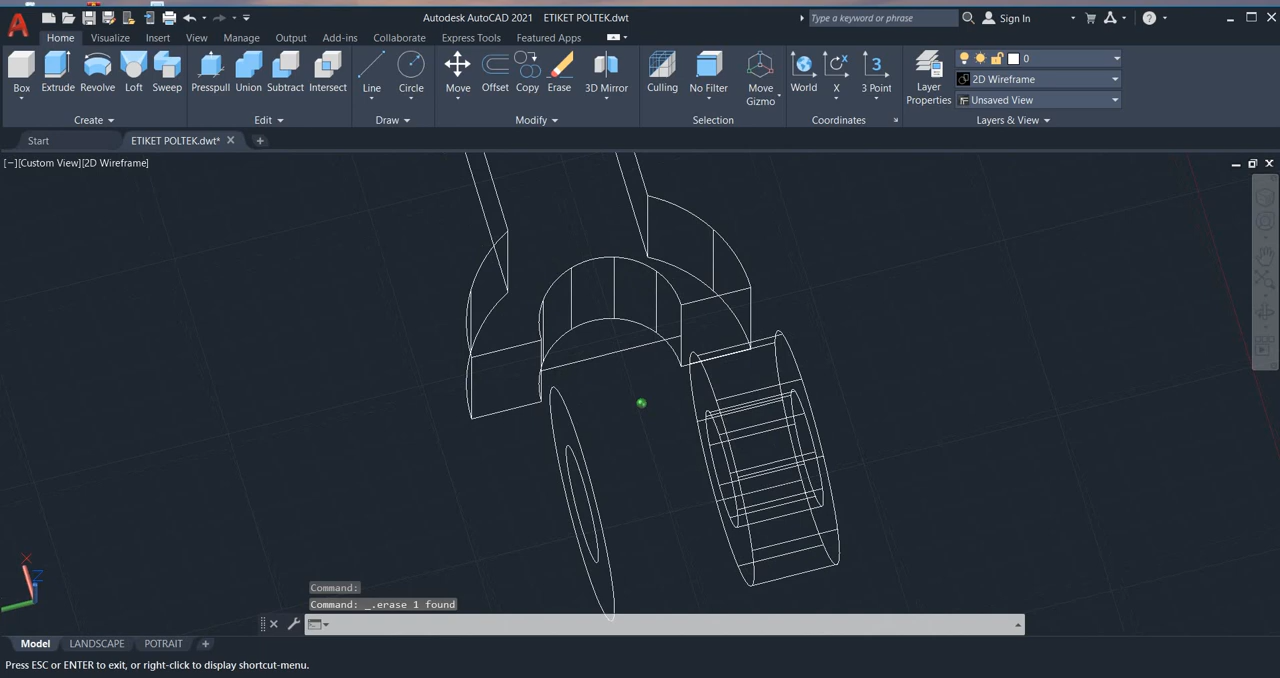 Autodesk AutoCAD 2021 ETIKET POLTEK.dwt
Type a keyword or phrase
Sign In
Home Visualize Insert View Manage Output Add-ins Collaborate Express Tools Featured Apps
Box Extrude Revolve Loft Sweep Presspull Union Subtract Intersect Line Circle Move Offset Copy Erase 3D Mirror Culling No Filter Move Gizmo World X 3 Point Layer Properties
0
2D Wireframe
Unsaved View
Create Edit Draw Modify Selection Coordinates Layers & View
Start ETIKET POLTEK.dwt*
[−][Custom View][2D Wireframe]
X
Z
Command:
Command: _.erase 1 found
Model LANDSCAPE POTRAIT
Press ESC or ENTER to exit, or right-click to display shortcut-menu.